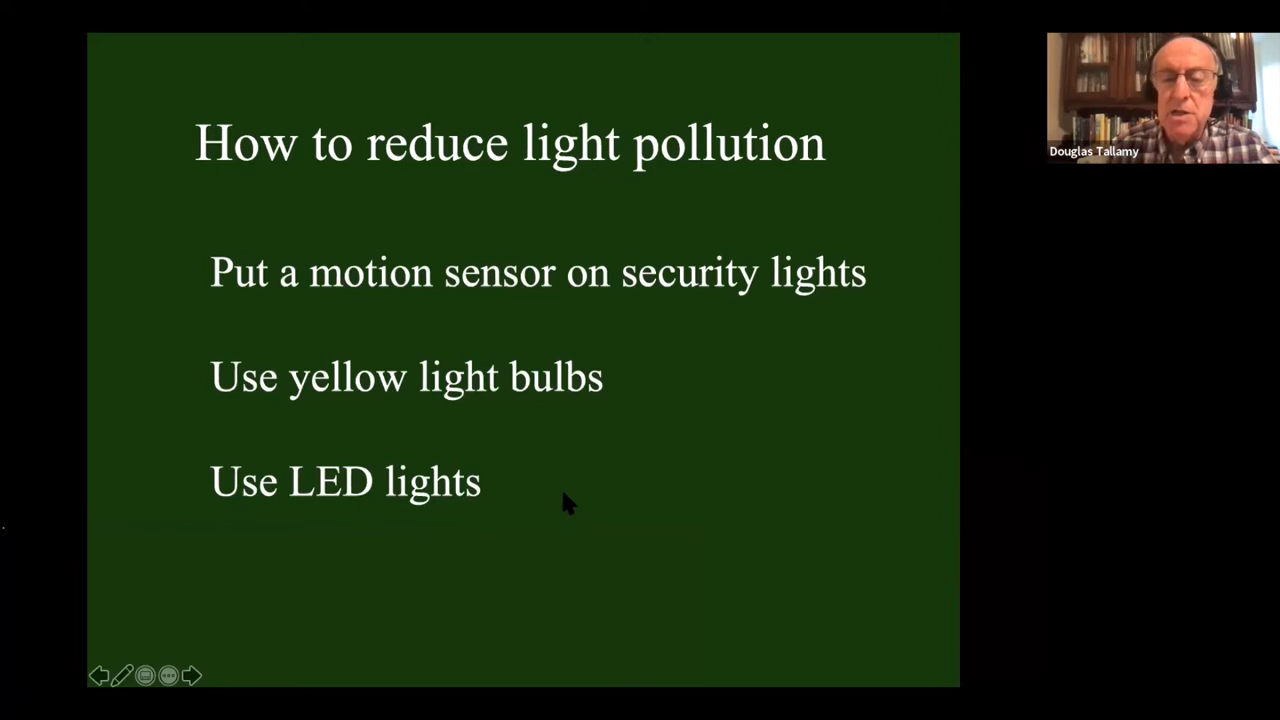 How to reduce light pollution
Put a motion sensor on security lights
Use yellow light bulbs
Use LED lights
Douglas Tallamy